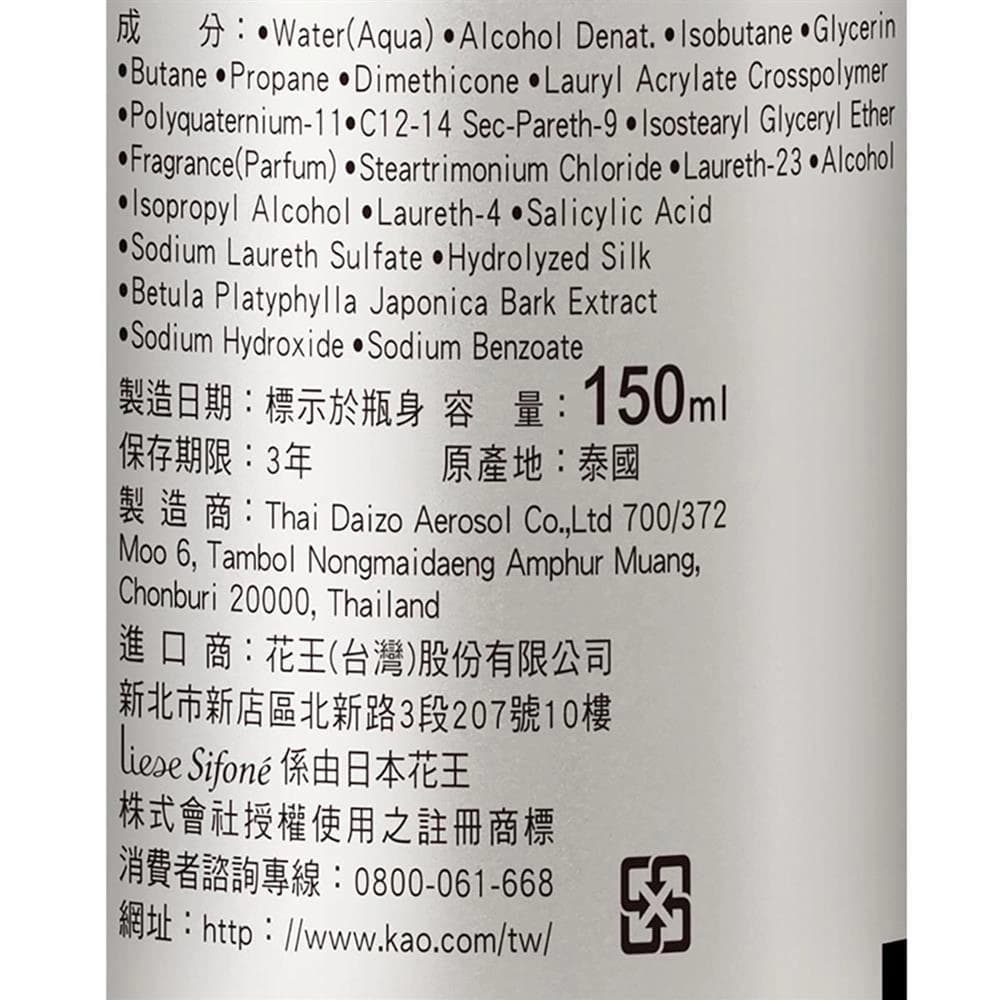 成　　分：•Water(Aqua) •Alcohol Denat. •Isobutane •Glycerin
•Butane •Propane •Dimethicone •Lauryl Acrylate Crosspolymer
•Polyquaternium-11•C12-14 Sec-Pareth-9 •Isostearyl Glyceryl Ether
•Fragrance(Parfum) •Steartrimonium Chloride •Laureth-23 •Alcohol
•Isopropyl Alcohol •Laureth-4 •Salicylic Acid
•Sodium Laureth Sulfate •Hydrolyzed Silk
•Betula Platyphylla Japonica Bark Extract
•Sodium Hydroxide •Sodium Benzoate
製造日期：標示於瓶身 容　量：150ml
保存期限：3年　　　原產地：泰國
製 造 商：Thai Daizo Aerosol Co.,Ltd 700/372
Moo 6, Tambol Nongmaidaeng Amphur Muang,
Chonburi 20000, Thailand
進 口 商：花王(台灣)股份有限公司
新北市新店區北新路3段207號10樓
liese Sifoné 係由日本花王
株式會社授權使用之註冊商標
消費者諮詢專線：0800-061-668
網址：http：//www.kao.com/tw/